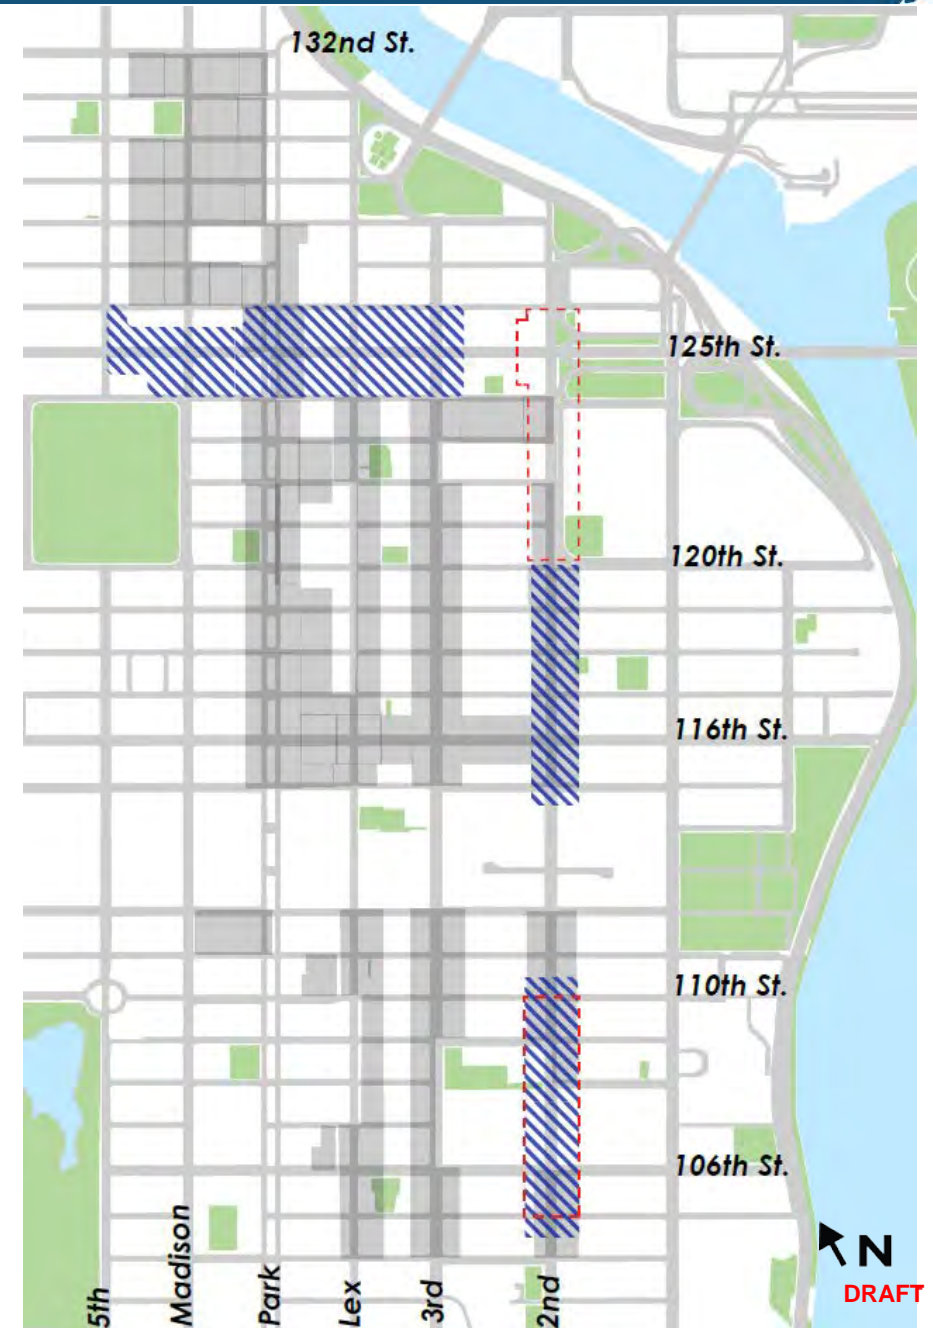 132nd St.
125th St.
120th St.
116th St.
110th St.
106th St.
5th
Madison
Park
Lex
3rd
2nd
N
DRAFT